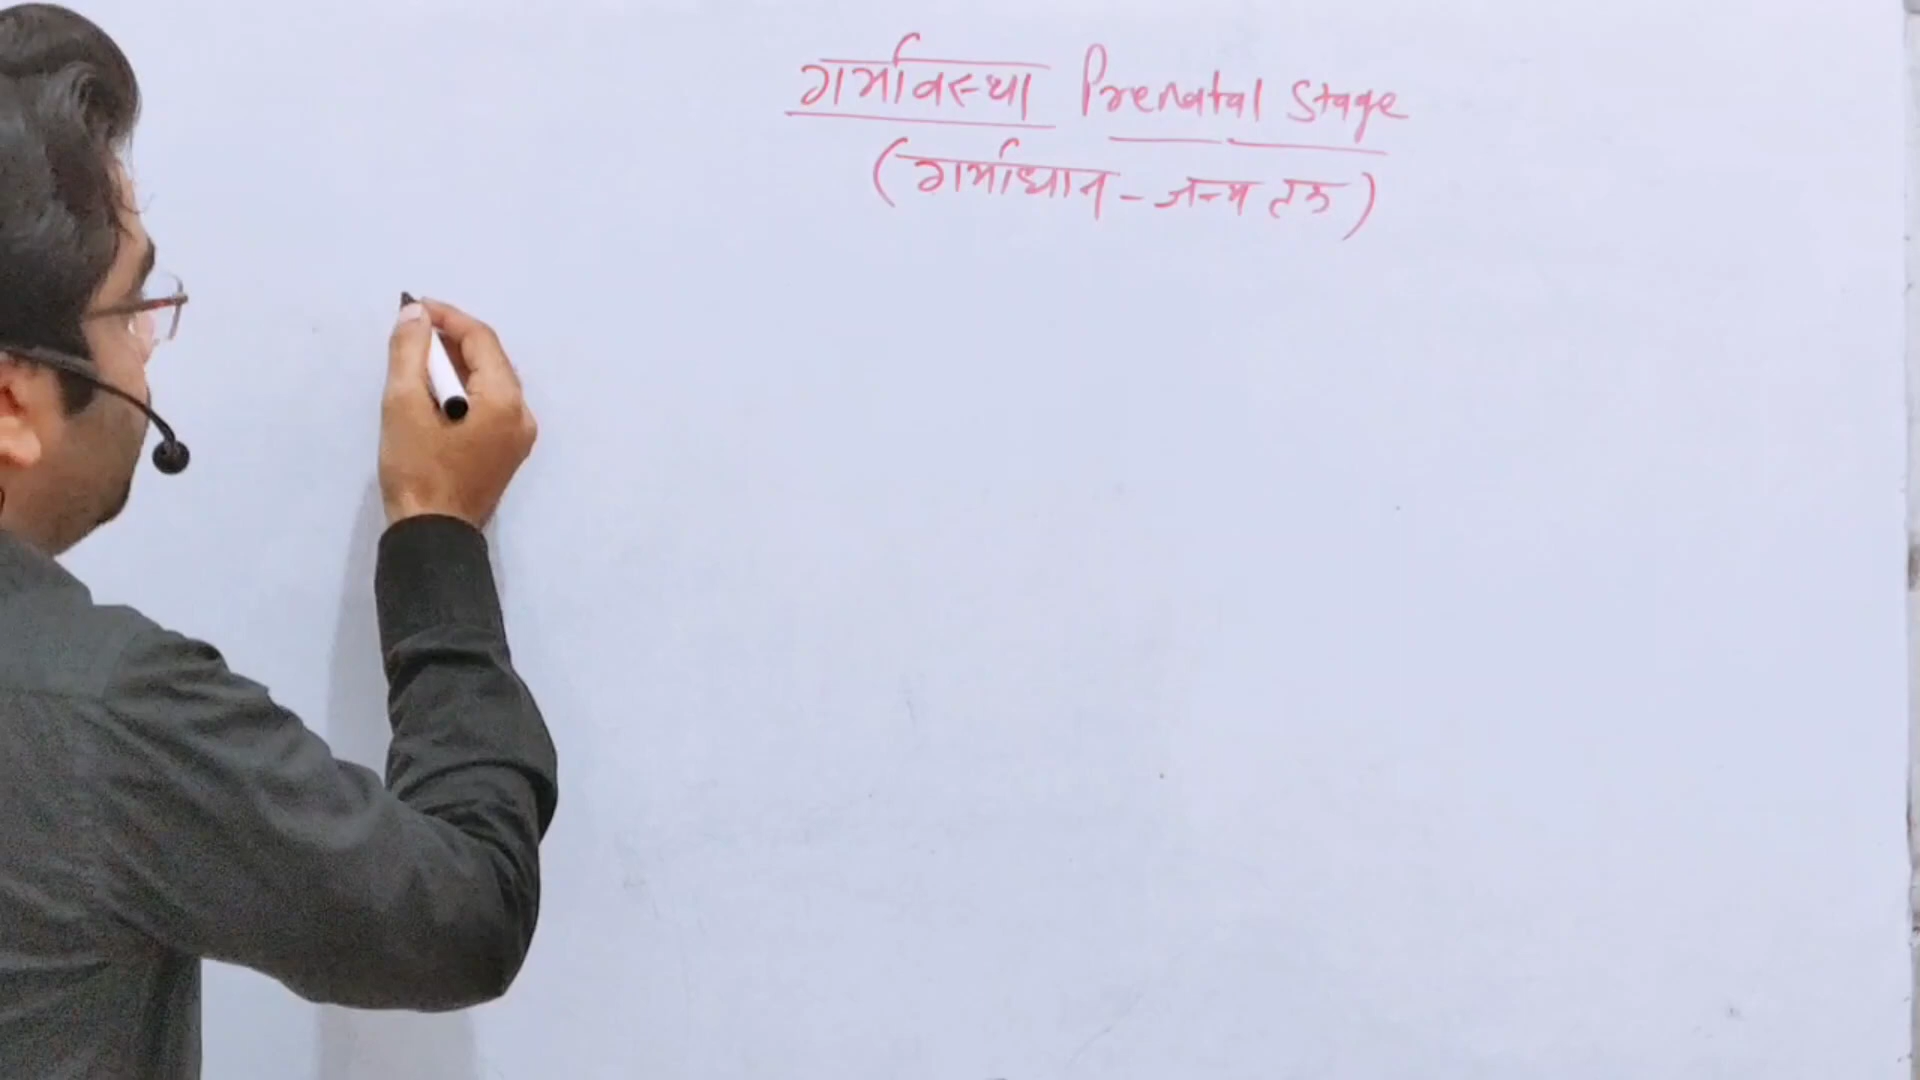 गर्भावस्था Prenatal Stage
(गर्भाधान - जन्म तक)